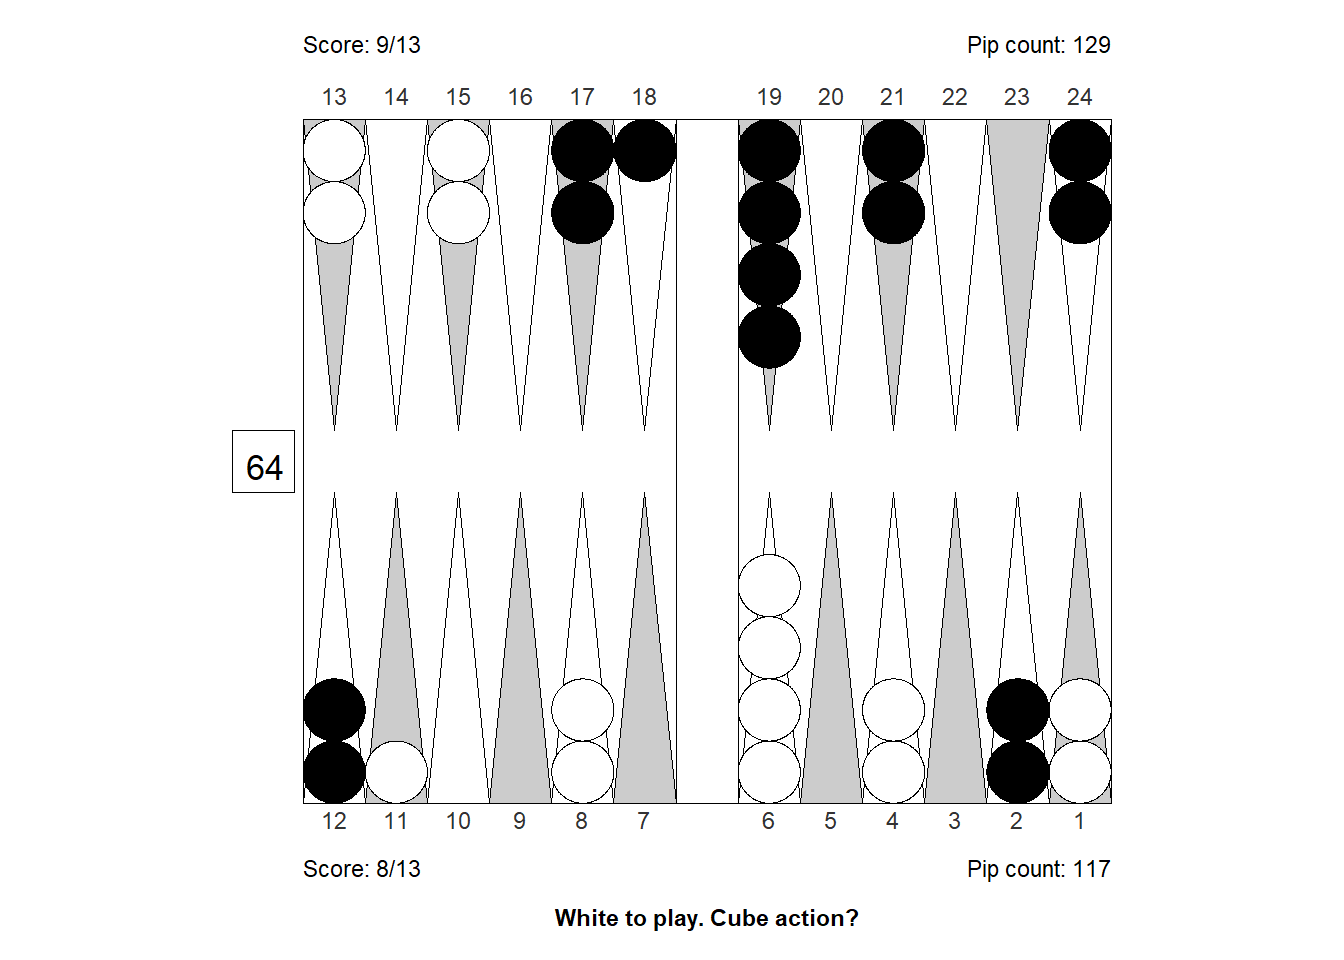 Score: 9/13 Pip count: 129
13 14 15 16 17 18 19 20 21 22 23 24
64
12 11 10 9 8 7 6 5 4 3 2 1
Score: 8/13 Pip count: 117
White to play. Cube action?